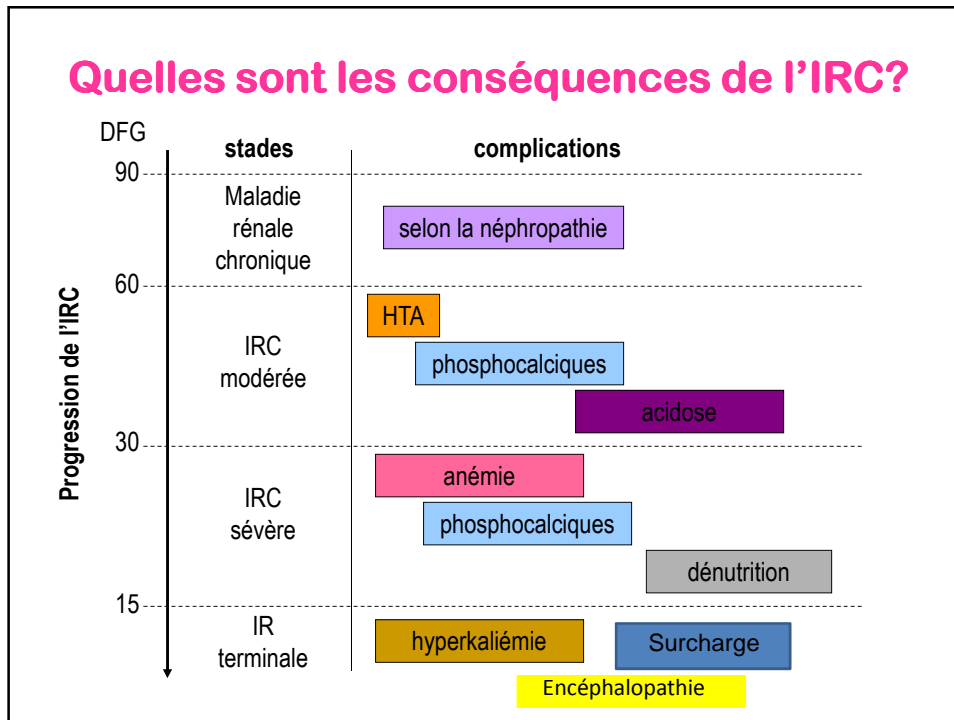 Quelles sont les conséquences de l’IRC?
DFG
stades
complications
90
Maladie
rénale
chronique
selon la néphropathie
60
Progression de l’IRC
HTA
IRC
modérée
phosphocalciques
acidose
30
anémie
IRC
sévère
phosphocalciques
dénutrition
15
IR
terminale
hyperkaliémie
Surcharge
Encéphalopathie